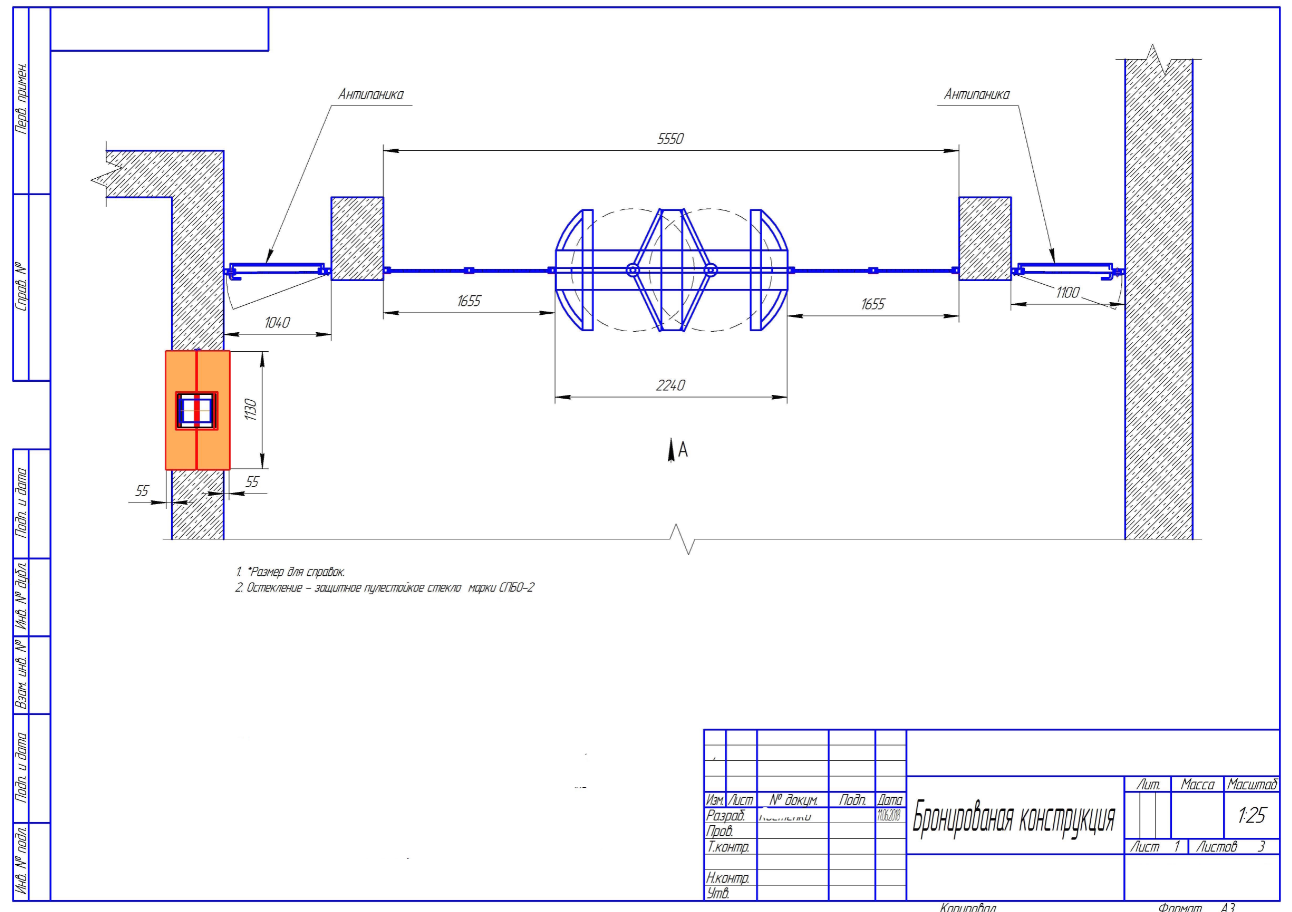 Перв. примен.
Справ. №
Подп. и дата
Инв. № дубл.
Взам. инв. №
Подп. и дата
Инв. № подл.
Антипаника
Антипаника
5550
1655
1655
1040
1100
2240
1130
55
55
А
1. *Размер для справок.
2. Остекление - защитное пулестойкое стекло марки СПБО-2
Изм. Лист № докум. Подп. Дата
Разраб. 11.06.2018
Пров.
Т.контр.
Н.контр.
Утв.
Бронированая конструкция
Лит. Масса Масштаб
1:25
Лист 1 Листов 3
Копировал Формат А3